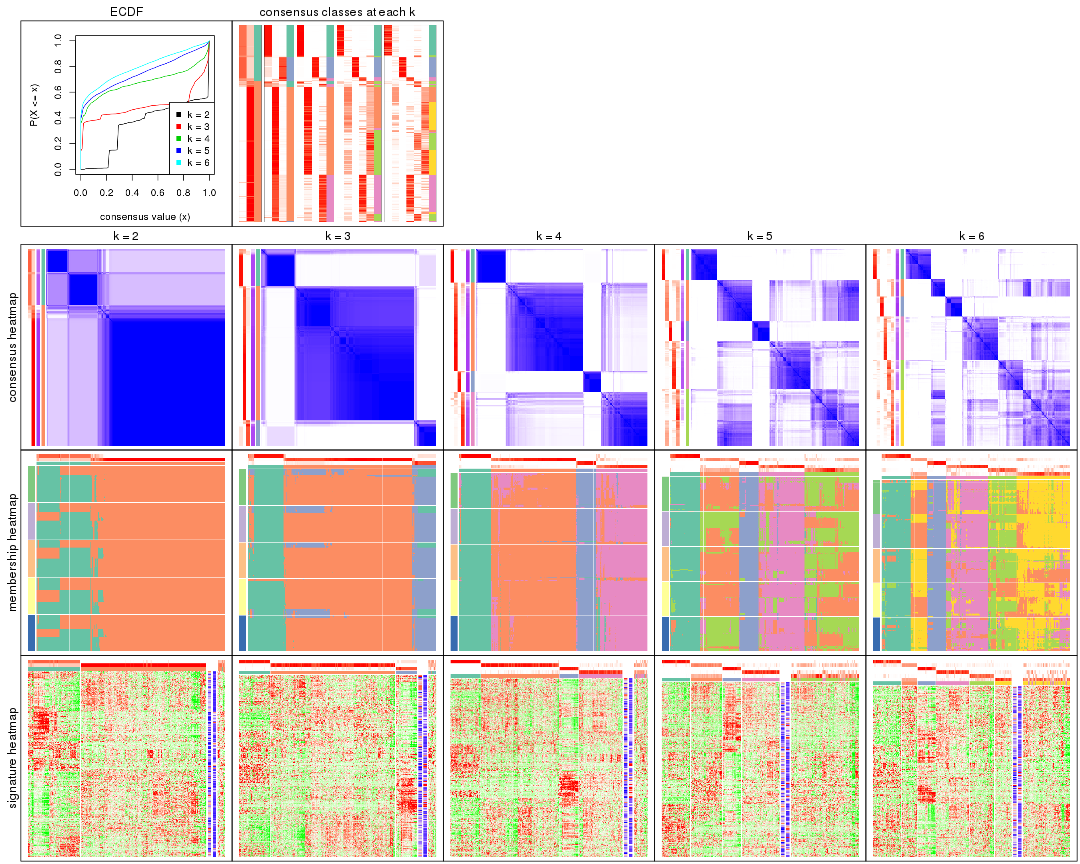 ECDF
consensus classes at each k
P(X <= x)
0.0 0.2 0.4 0.6 0.8 1.0
k = 2
k = 3
k = 4
k = 5
k = 6
0.0 0.2 0.4 0.6 0.8 1.0
consensus value (x)
k = 2
k = 3
k = 4
k = 5
k = 6
consensus heatmap
membership heatmap
signature heatmap